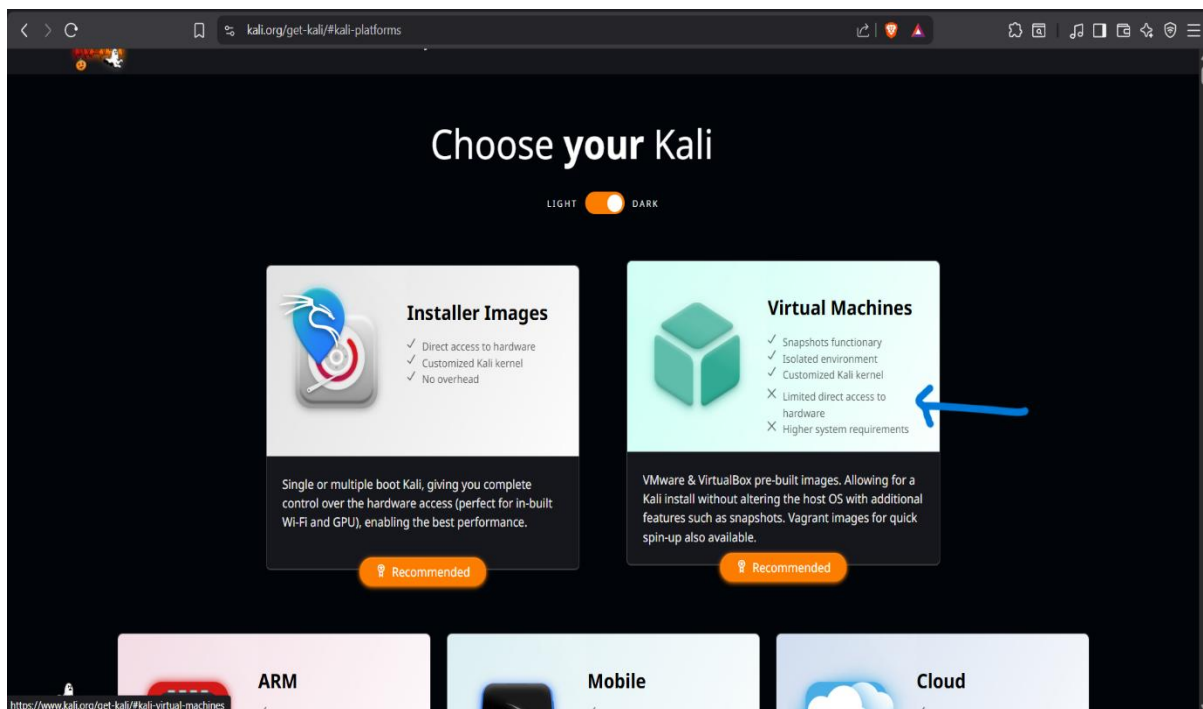 kali.org/get-kali/#kali-platforms
Choose your Kali
LIGHT DARK
Installer Images
✓ Direct access to hardware
✓ Customized Kali kernel
✓ No overhead
Single or multiple boot Kali, giving you complete
control over the hardware access (perfect for in-built
Wi-Fi and GPU), enabling the best performance.
Recommended
Virtual Machines
✓ Snapshots functionary
✓ Isolated environment
✓ Customized Kali kernel
X Limited direct access to
hardware
X Higher system requirements
VMware & VirtualBox pre-built images. Allowing for a
Kali install without altering the host OS with additional
features such as snapshots. Vagrant images for quick
spin-up also available.
Recommended
ARM
Mobile
Cloud
https://www.kali.org/get-kali/#kali-virtual-machines